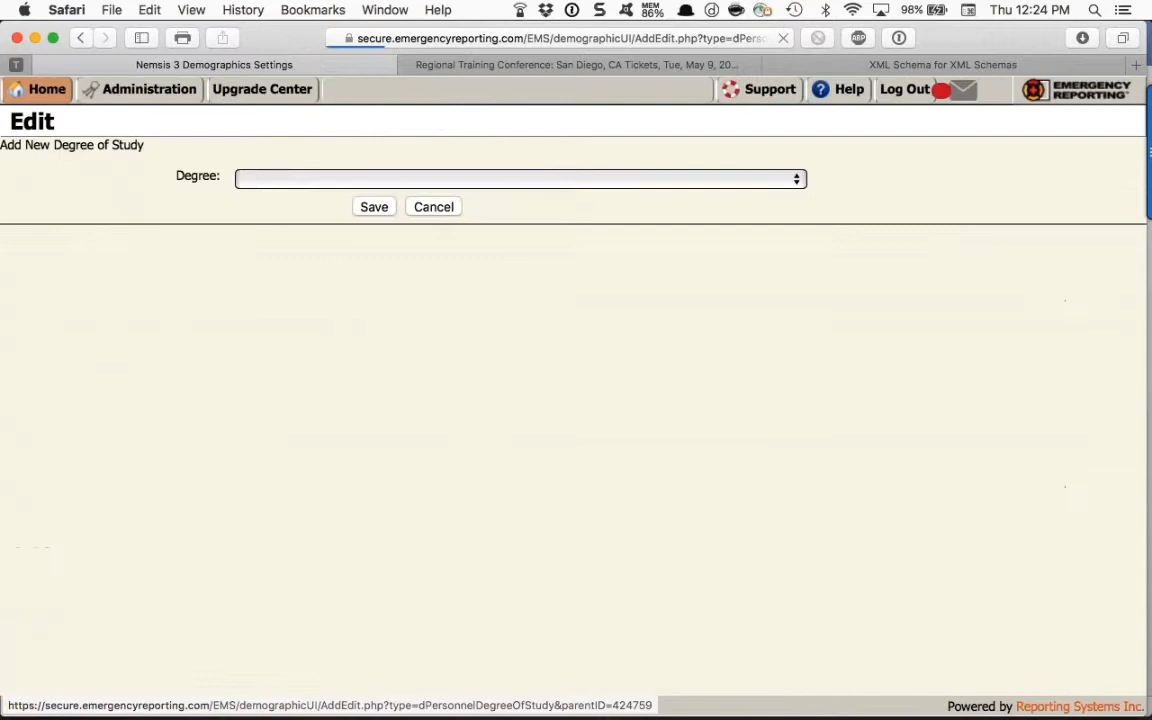 Safari File Edit View History Bookmarks Window Help MEM 86% 98% Thu 12:24 PM
secure.emergencyreporting.com/EMS/demographicUI/AddEdit.php?type=dPerso ABP
T Nemsis 3 Demographics Settings Regional Training Conference: San Diego, CA Tickets, Tue, May 9, 20... XML Schema for XML Schemas
Home Administration Upgrade Center Support Help Log Out EMERGENCY REPORTING
Edit
Add New Degree of Study
Degree:
Save Cancel
https://secure.emergencyreporting.com/EMS/demographicUI/AddEdit.php?type=dPersonnelDegreeOfStudy&parentID=424759 Powered by Reporting Systems Inc.